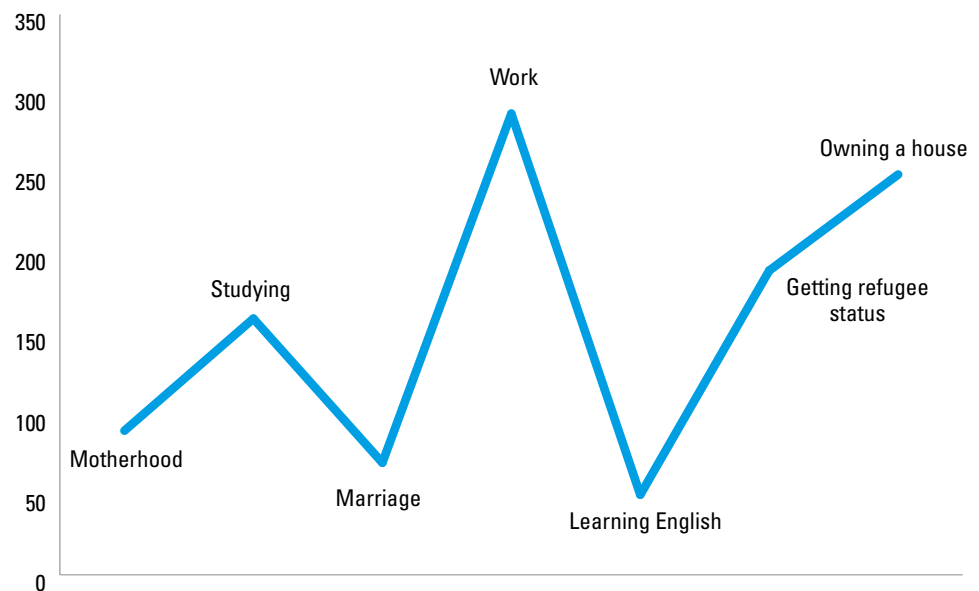 350
300
250
200
150
100
50
0
Work
Owning a house
Studying
Getting refugee
status
Motherhood
Marriage
Learning English